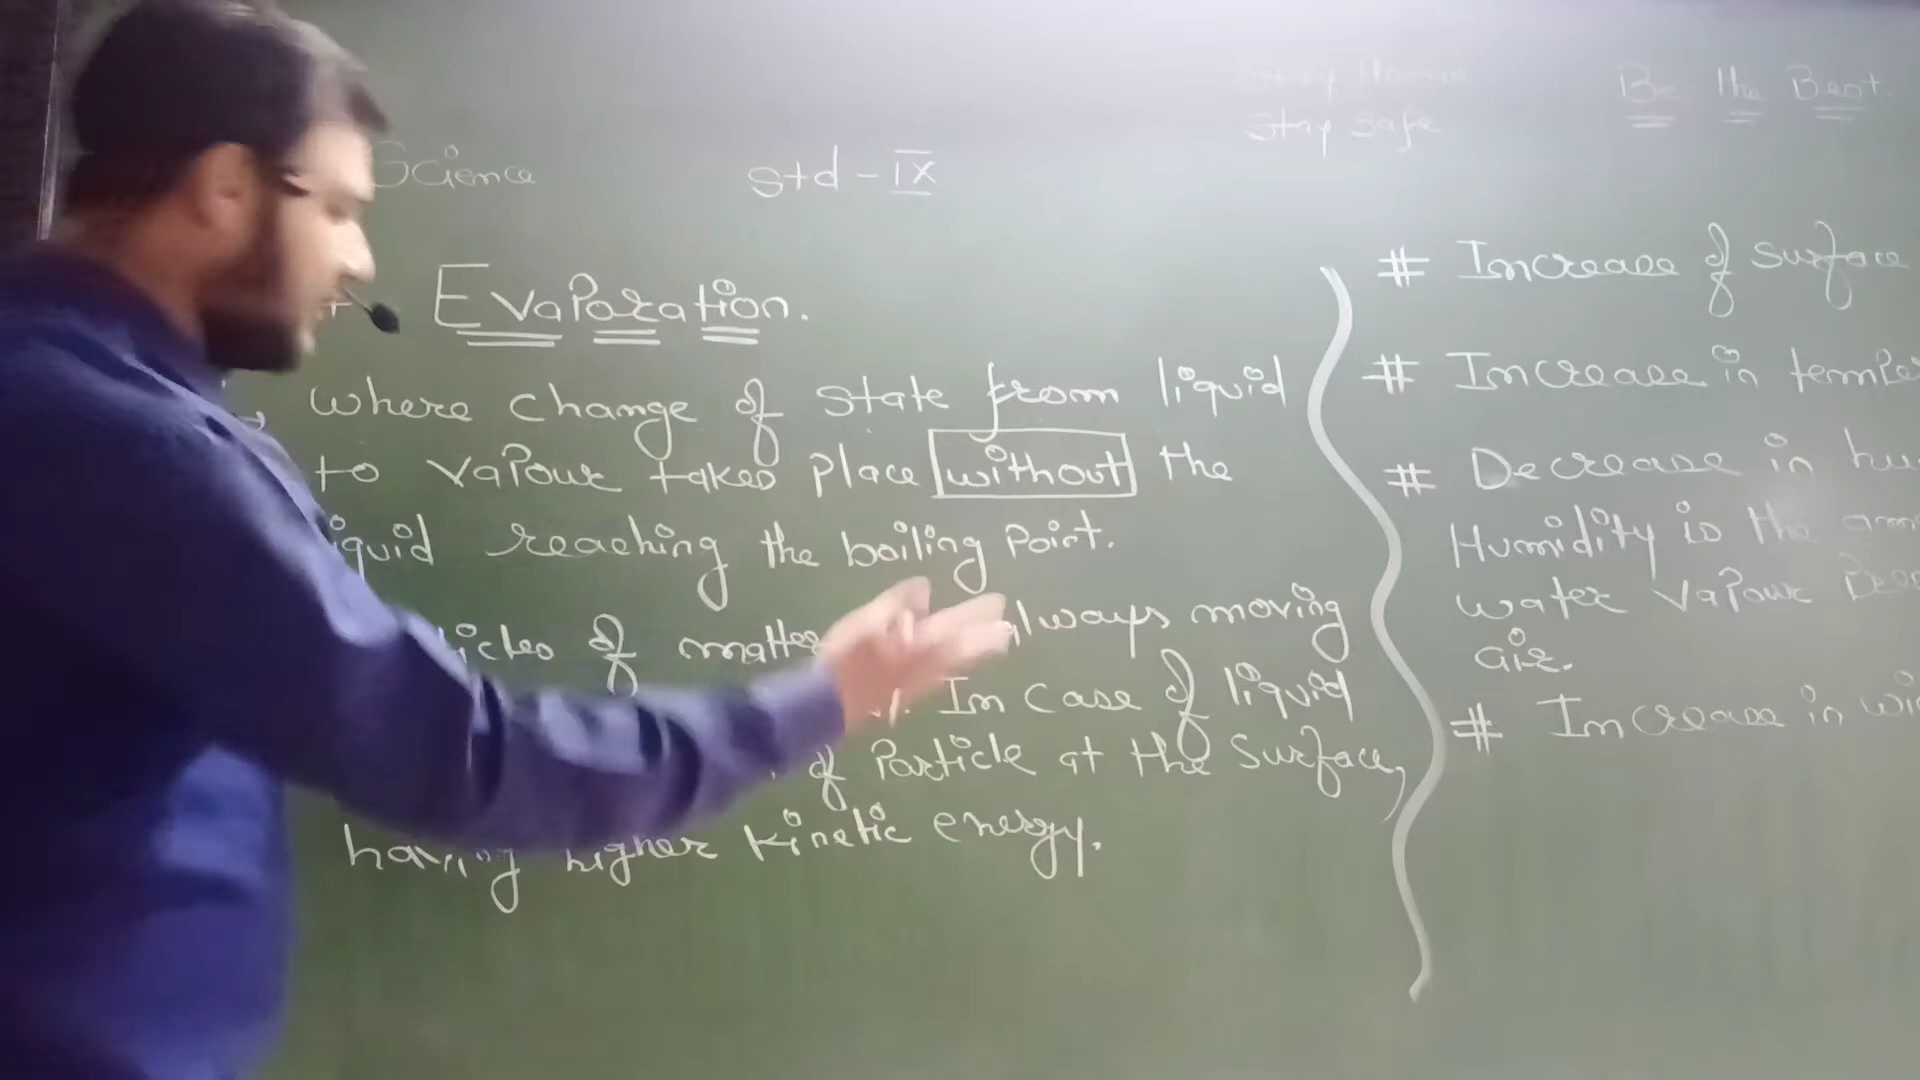 Stay Home
Stay Safe
Be the Best.
Science
Std - IX
Evaporation.
where change of state from liquid
to vapour takes place without the
iquid reaching the boiling point.
icles of matter always moving
In case of liquid
of Particle at the surface,
having higher kinetic energy.
# Increase of surface
# Increase in temper
# Decrease in hu
Humidity is the am
water vapour
air.
# Increase in wi